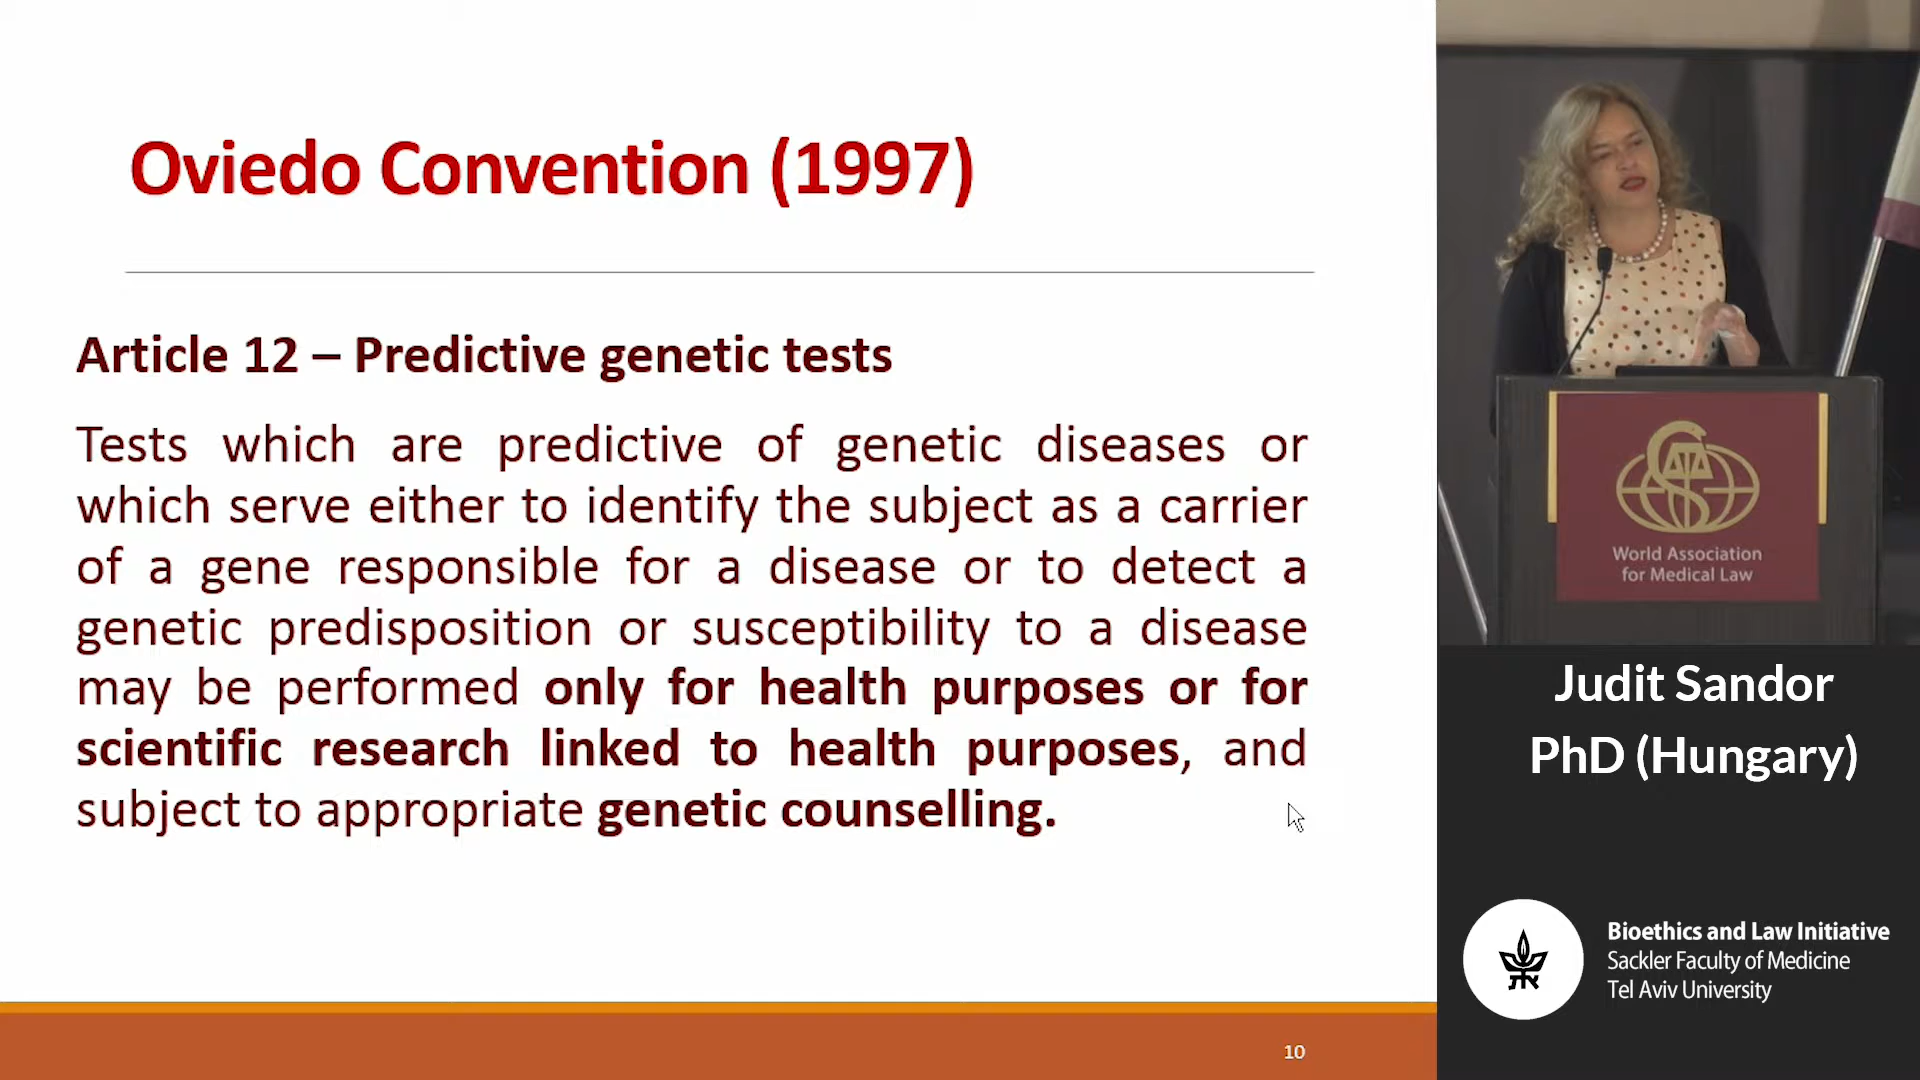 Oviedo Convention (1997)
Article 12 – Predictive genetic tests
Tests which are predictive of genetic diseases or
which serve either to identify the subject as a carrier
of a gene responsible for a disease or to detect a
genetic predisposition or susceptibility to a disease
may be performed only for health purposes or for
scientific research linked to health purposes, and
subject to appropriate genetic counselling.
10
World Association
for Medical Law
Judit Sandor
PhD (Hungary)
Bioethics and Law Initiative
Sackler Faculty of Medicine
Tel Aviv University